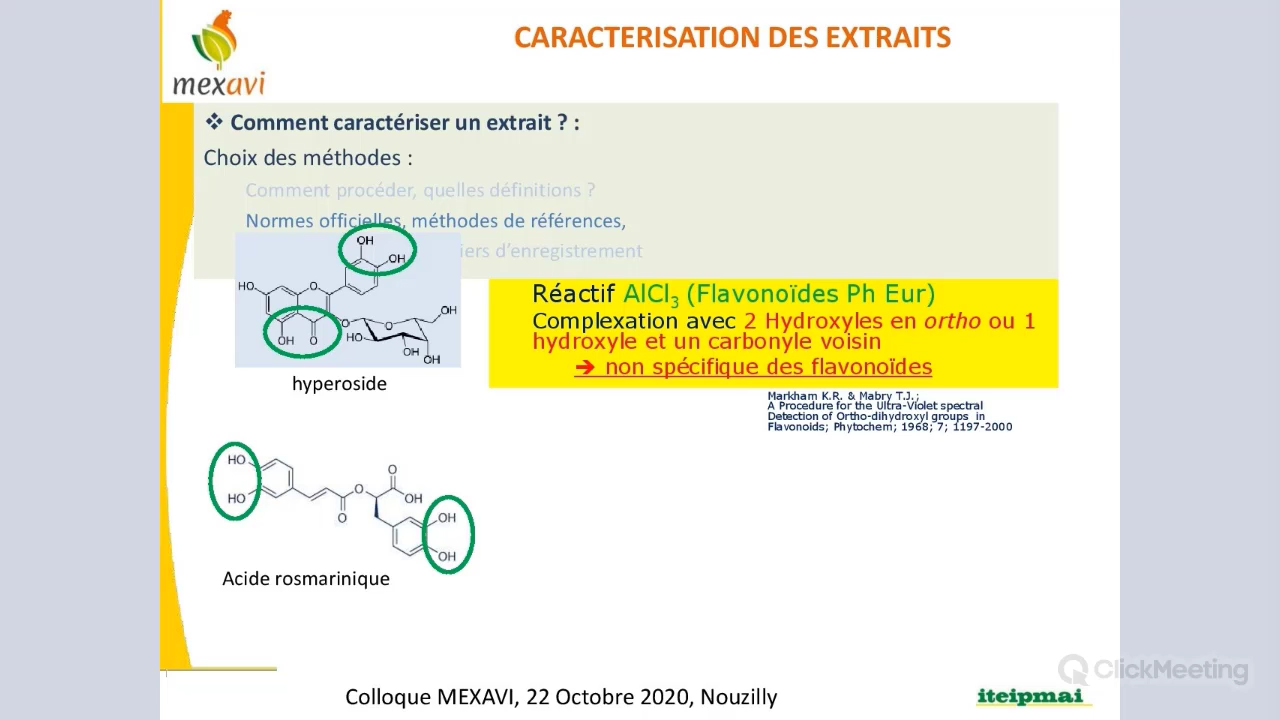 CARACTERISATION DES EXTRAITS
mexavi
❖ Comment caractériser un extrait ? :
Choix des méthodes :
Comment procéder, quelles définitions ?
Normes officielles, méthodes de références,
iers d’enregistrement
OH
OH
HO
O
O
OH
O
O
HO
OH
OH
OH
hyperoside
Réactif AlCl3 (Flavonoïdes Ph Eur)
Complexation avec 2 Hydroxyles en ortho ou 1
hydroxyle et un carbonyle voisin
➔ non spécifique des flavonoïdes
Markham K.R. & Mabry T.J.;
A Procedure for the Ultra-Violet spectral
Detection of Ortho-dihydroxyl groups in
Flavonoids; Phytochem; 1968; 7; 1197-2000
HO
HO
O
O
O
OH
OH
OH
Acide rosmarinique
ClickMeeting
Colloque MEXAVI, 22 Octobre 2020, Nouzilly
iteipmai